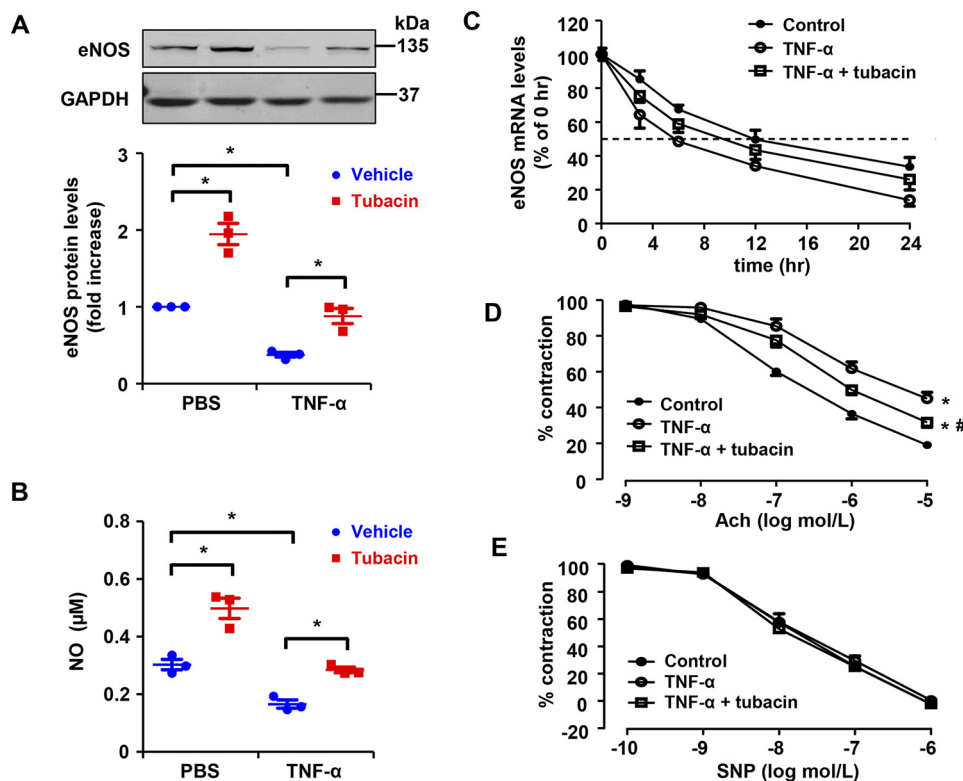 A
kDa
eNOS
135
GAPDH
37
eNOS protein levels
(fold increase)
3
2
1
0
*
*
*
Vehicle
Tubacin
PBS
TNF-α
B
NO (µM)
0.8
0.6
0.4
0.2
0
*
*
*
Vehicle
Tubacin
PBS
TNF-α
C
eNOS mRNA levels
(% of 0 hr)
120
100
80
60
40
20
0
Control
TNF-α
TNF-α + tubacin
0 4 8 12 16 20 24
time (hr)
D
% contraction
100
80
60
40
20
0
Control
TNF-α
TNF-α + tubacin
*
* #
-9 -8 -7 -6 -5
Ach (log mol/L)
E
% contraction
100
80
60
40
20
0
-20
Control
TNF-α
TNF-α + tubacin
-10 -9 -8 -7 -6
SNP (log mol/L)